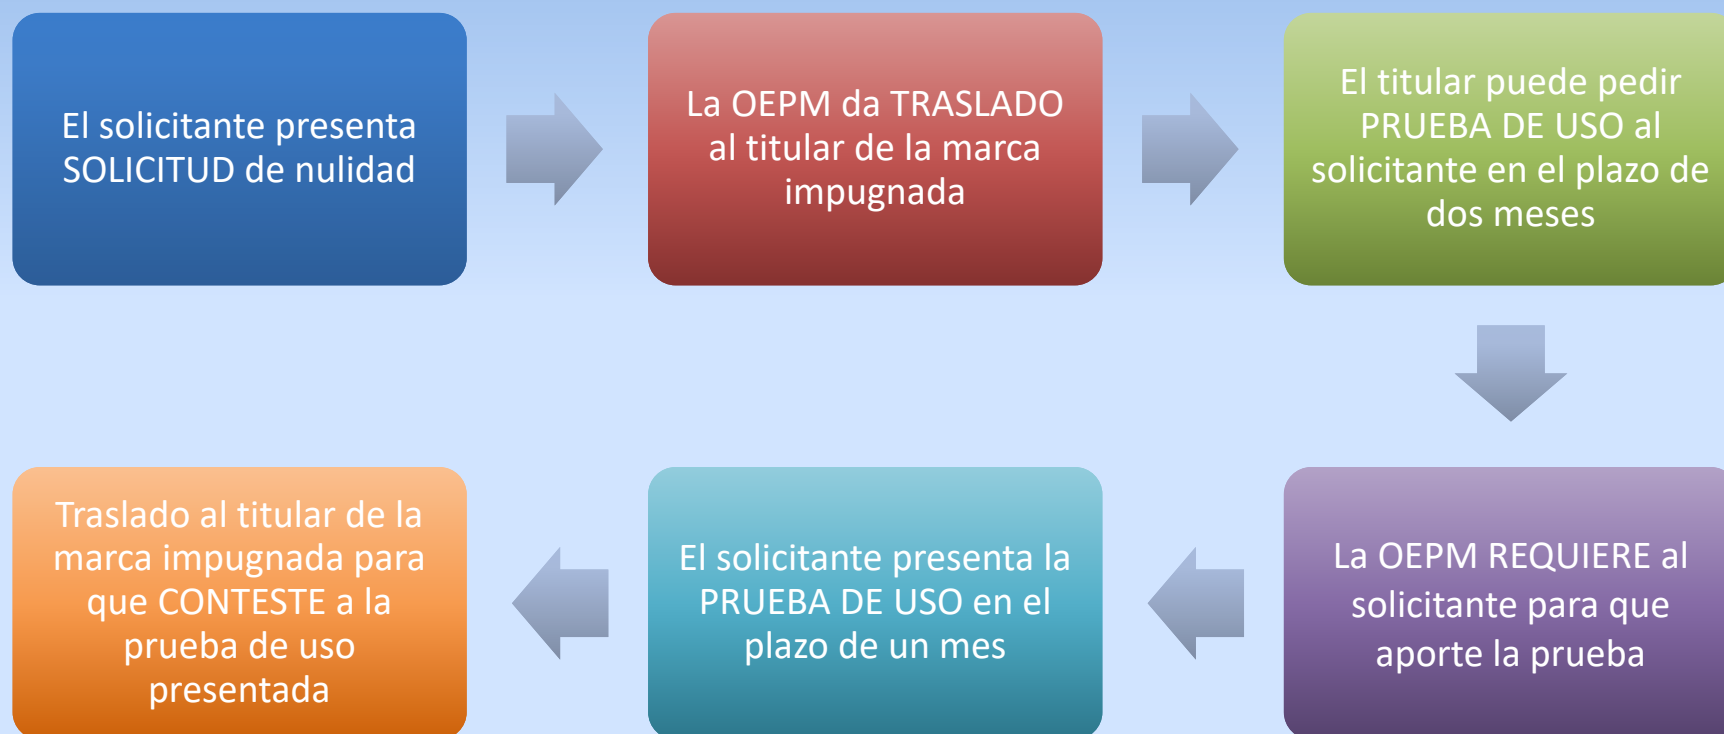 El solicitante presenta
SOLICITUD de nulidad
La OEPM da TRASLADO
al titular de la marca
impugnada
El titular puede pedir
PRUEBA DE USO al
solicitante en el plazo de
dos meses
La OEPM REQUIERE al
solicitante para que
aporte la prueba
El solicitante presenta la
PRUEBA DE USO en el
plazo de un mes
Traslado al titular de la
marca impugnada para
que CONTESTE a la
prueba de uso
presentada